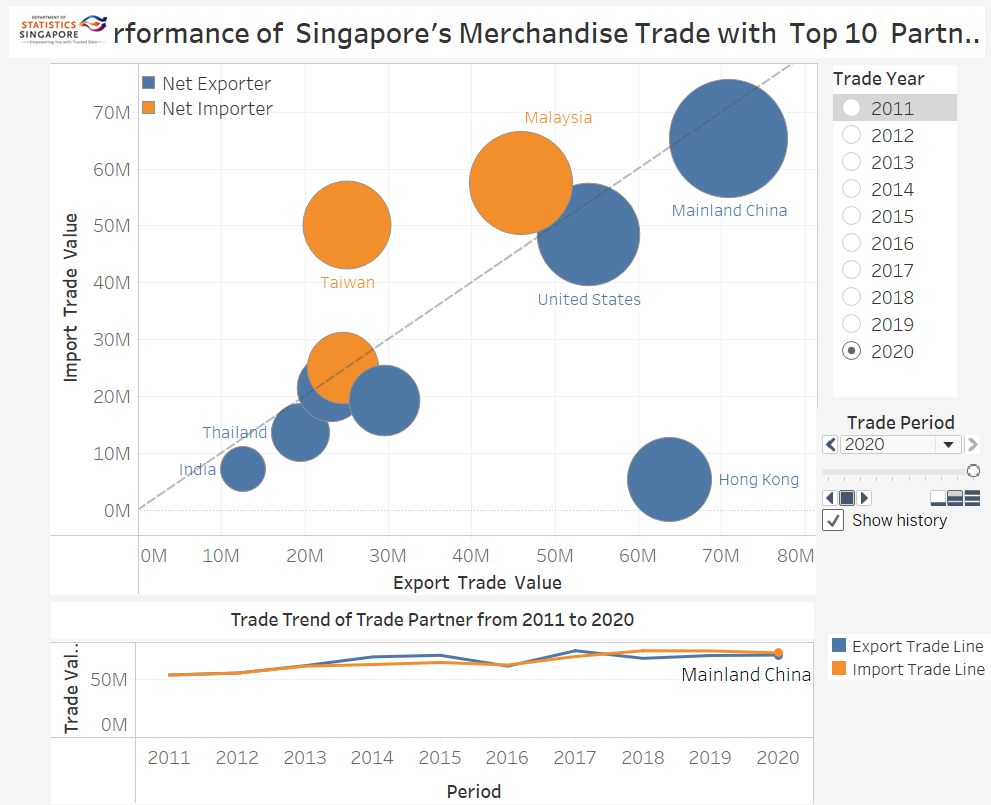 DEPARTMENT OF
STATISTICS
SINGAPORE
Empowering You with Trusted Data
rformance of Singapore’s Merchandise Trade with Top 10 Partn..
Net Exporter
Net Importer
Import Trade Value
70M
60M
50M
40M
30M
20M
10M
0M
Malaysia
Mainland China
Taiwan
United States
Thailand
India
Hong Kong
0M 10M 20M 30M 40M 50M 60M 70M 80M
Export Trade Value
Trade Year
2011
2012
2013
2014
2015
2016
2017
2018
2019
2020
Trade Period
2020
Show history
Trade Trend of Trade Partner from 2011 to 2020
Trade Val..
50M
0M
Mainland China
2011 2012 2013 2014 2015 2016 2017 2018 2019 2020
Period
Export Trade Line
Import Trade Line